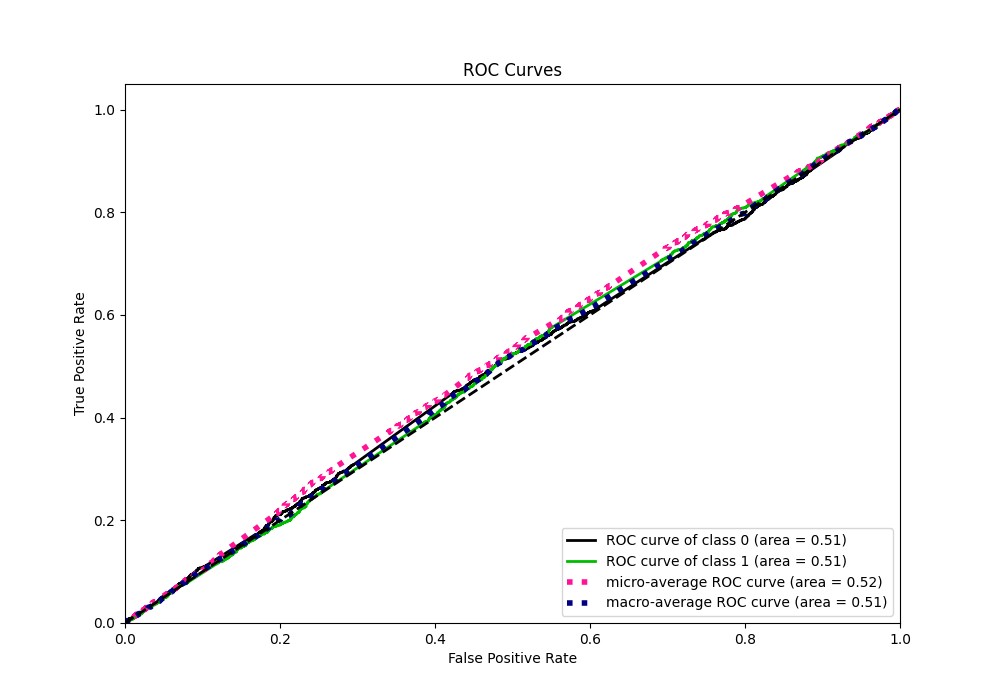 ROC Curves
True Positive Rate
1.0
0.8
0.6
0.4
0.2
0.0
ROC curve of class 0 (area = 0.51)
ROC curve of class 1 (area = 0.51)
micro-average ROC curve (area = 0.52)
macro-average ROC curve (area = 0.51)
0.0 0.2 0.4 0.6 0.8 1.0
False Positive Rate